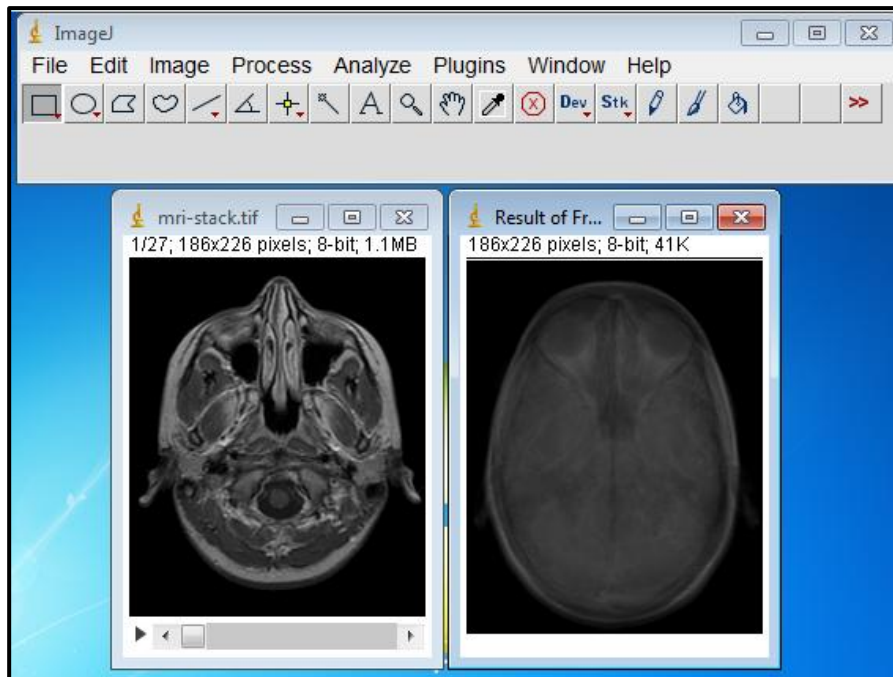 ImageJ
File Edit Image Process Analyze Plugins Window Help
A Dev Stk >>
mri-stack.tif
1/27; 186x226 pixels; 8-bit; 1.1MB
Result of Fr...
186x226 pixels; 8-bit; 41K